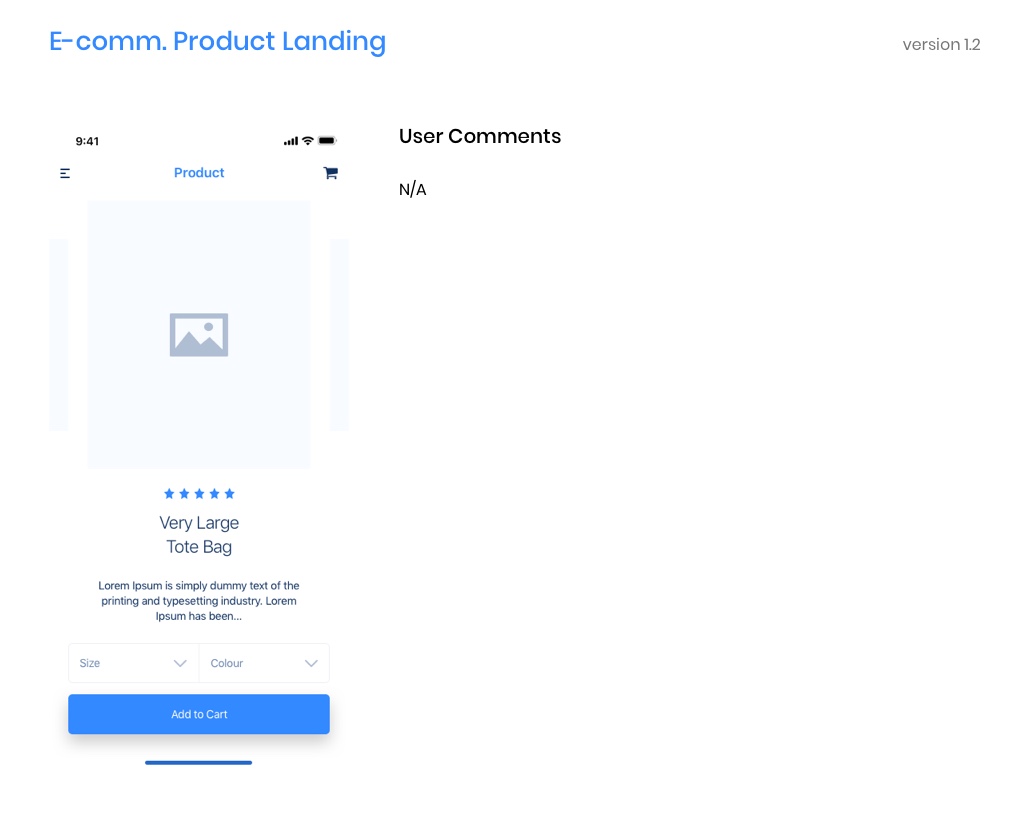 E-comm. Product Landing
version 1.2
User Comments
N/A
9:41
Product
Very Large
Tote Bag
Lorem Ipsum is simply dummy text of the
printing and typesetting industry. Lorem
Ipsum has been...
Size
Colour
Add to Cart